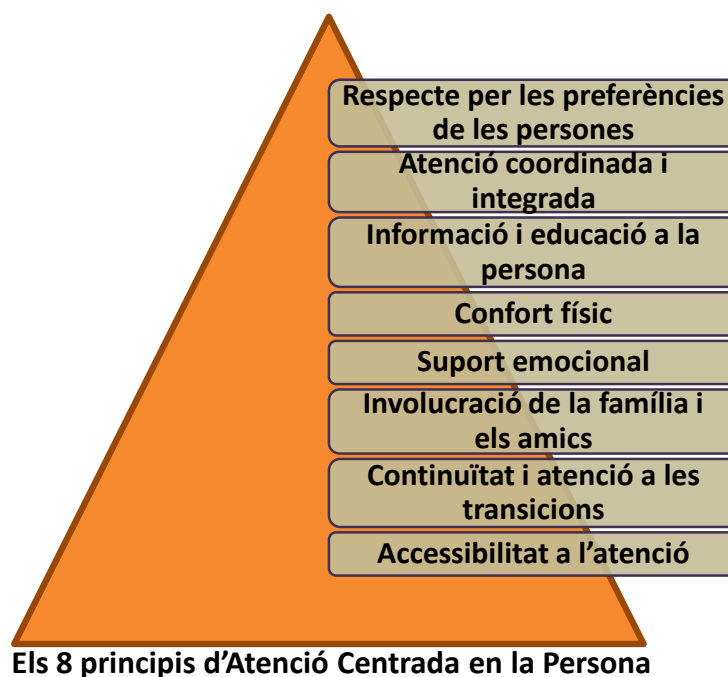 Respecte per les preferències
de les persones
Atenció coordinada i
integrada
Informació i educació a la
persona
Confort físic
Suport emocional
Involucració de la família i
els amics
Continuïtat i atenció a les
transicions
Accessibilitat a l’atenció
Els 8 principis d’Atenció Centrada en la Persona